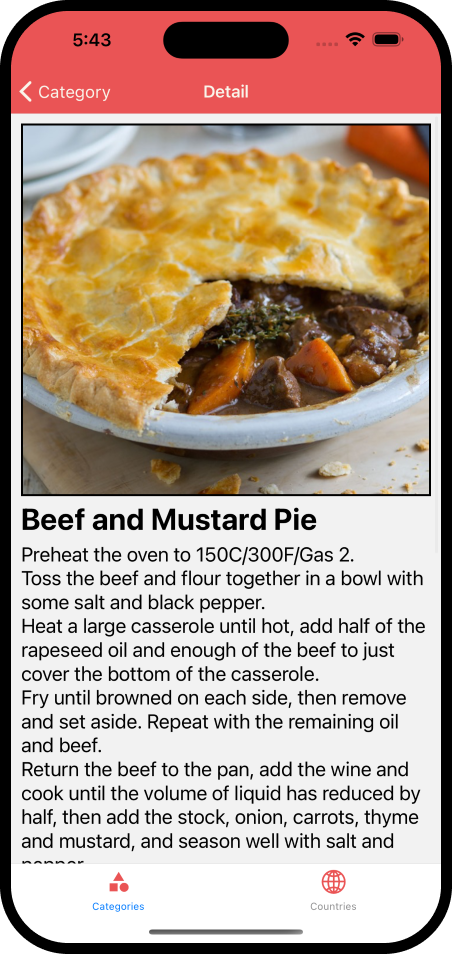 5:43
Category
Detail
Beef and Mustard Pie
Preheat the oven to 150C/300F/Gas 2.
Toss the beef and flour together in a bowl with
some salt and black pepper.
Heat a large casserole until hot, add half of the
rapeseed oil and enough of the beef to just
cover the bottom of the casserole.
Fry until browned on each side, then remove
and set aside. Repeat with the remaining oil
and beef.
Return the beef to the pan, add the wine and
cook until the volume of liquid has reduced by
half, then add the stock, onion, carrots, thyme
and mustard, and season well with salt and
Categories
Countries